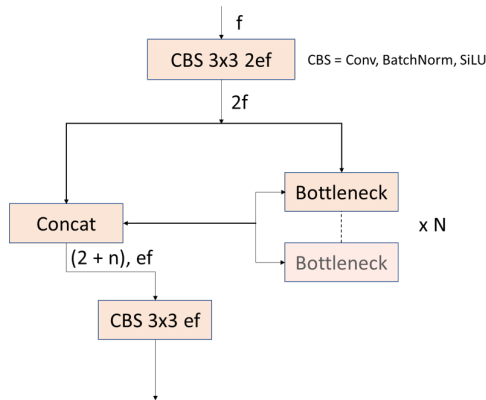 f
CBS 3x3 2ef
CBS = Conv, BatchNorm, SiLU
2f
Bottleneck
Concat
x N
(2 + n), ef
Bottleneck
CBS 3x3 ef